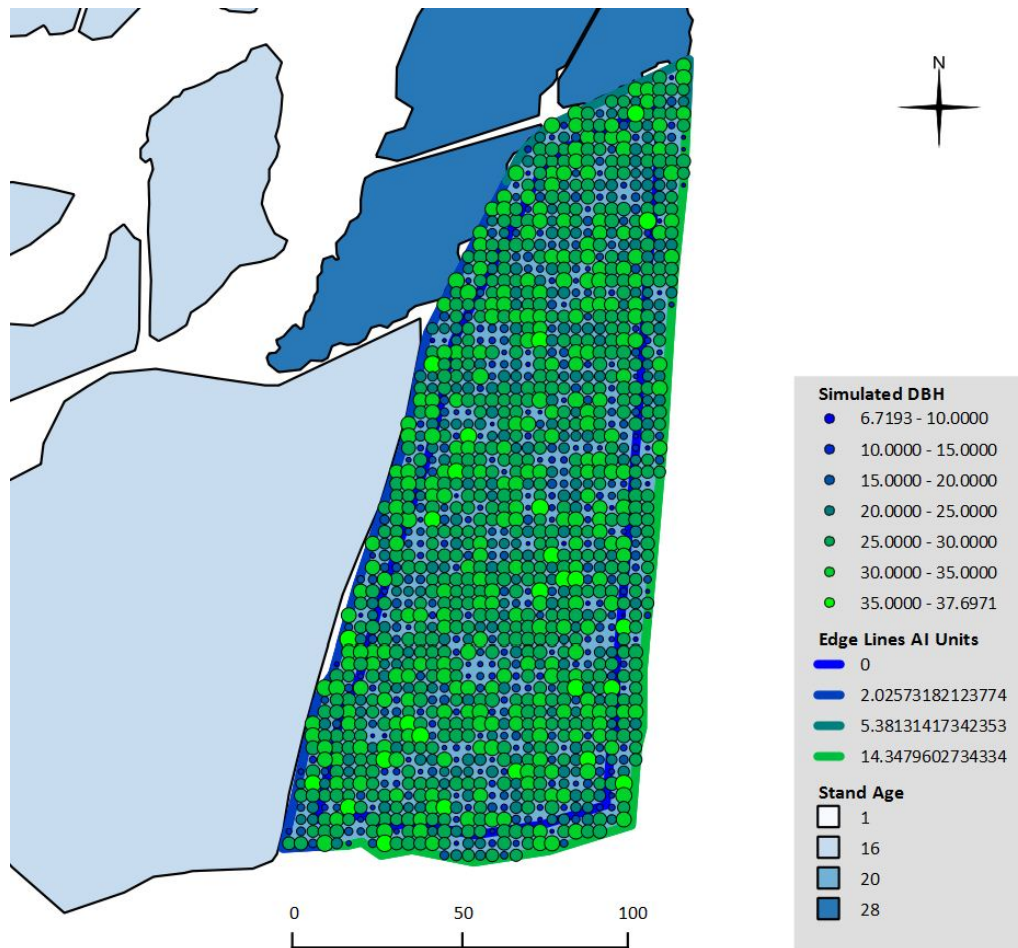 N
Simulated DBH
6.7193 - 10.0000
10.0000 - 15.0000
15.0000 - 20.0000
20.0000 - 25.0000
25.0000 - 30.0000
30.0000 - 35.0000
35.0000 - 37.6971
Edge Lines AI Units
0
2.02573182123774
5.38131417342353
14.3479602734334
Stand Age
1
16
20
28
0 50 100